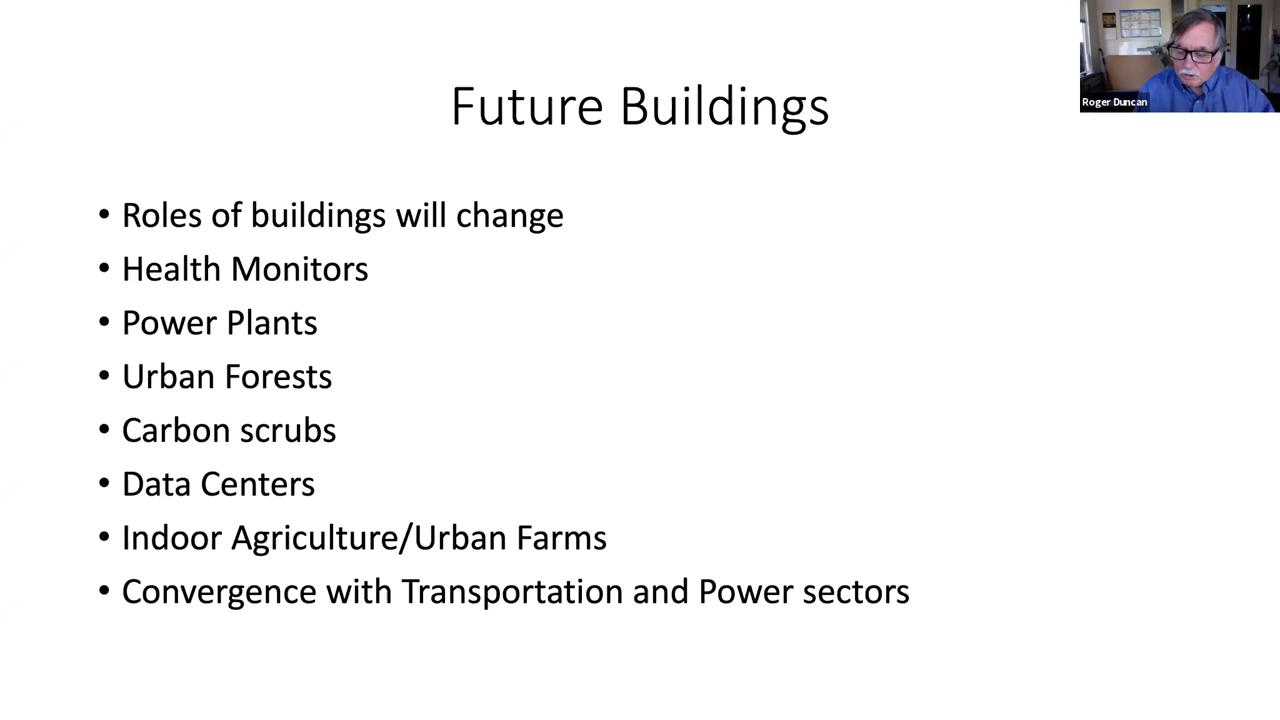 Future Buildings
Roger Duncan
• Roles of buildings will change
• Health Monitors
• Power Plants
• Urban Forests
• Carbon scrubs
• Data Centers
• Indoor Agriculture/Urban Farms
• Convergence with Transportation and Power sectors